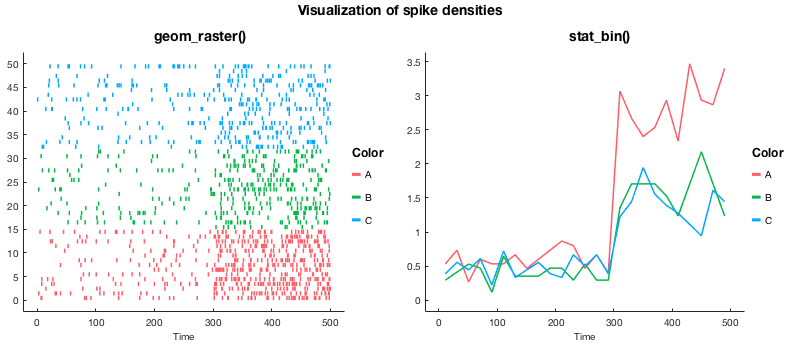 Visualization of spike densities
geom_raster()
50
45
40
35
30
25
20
15
10
5
0
0 100 200 300 400 500
Time
Color
A
B
C
stat_bin()
3.5
3
2.5
2
1.5
1
0.5
0
0 100 200 300 400 500
Time
Color
A
B
C